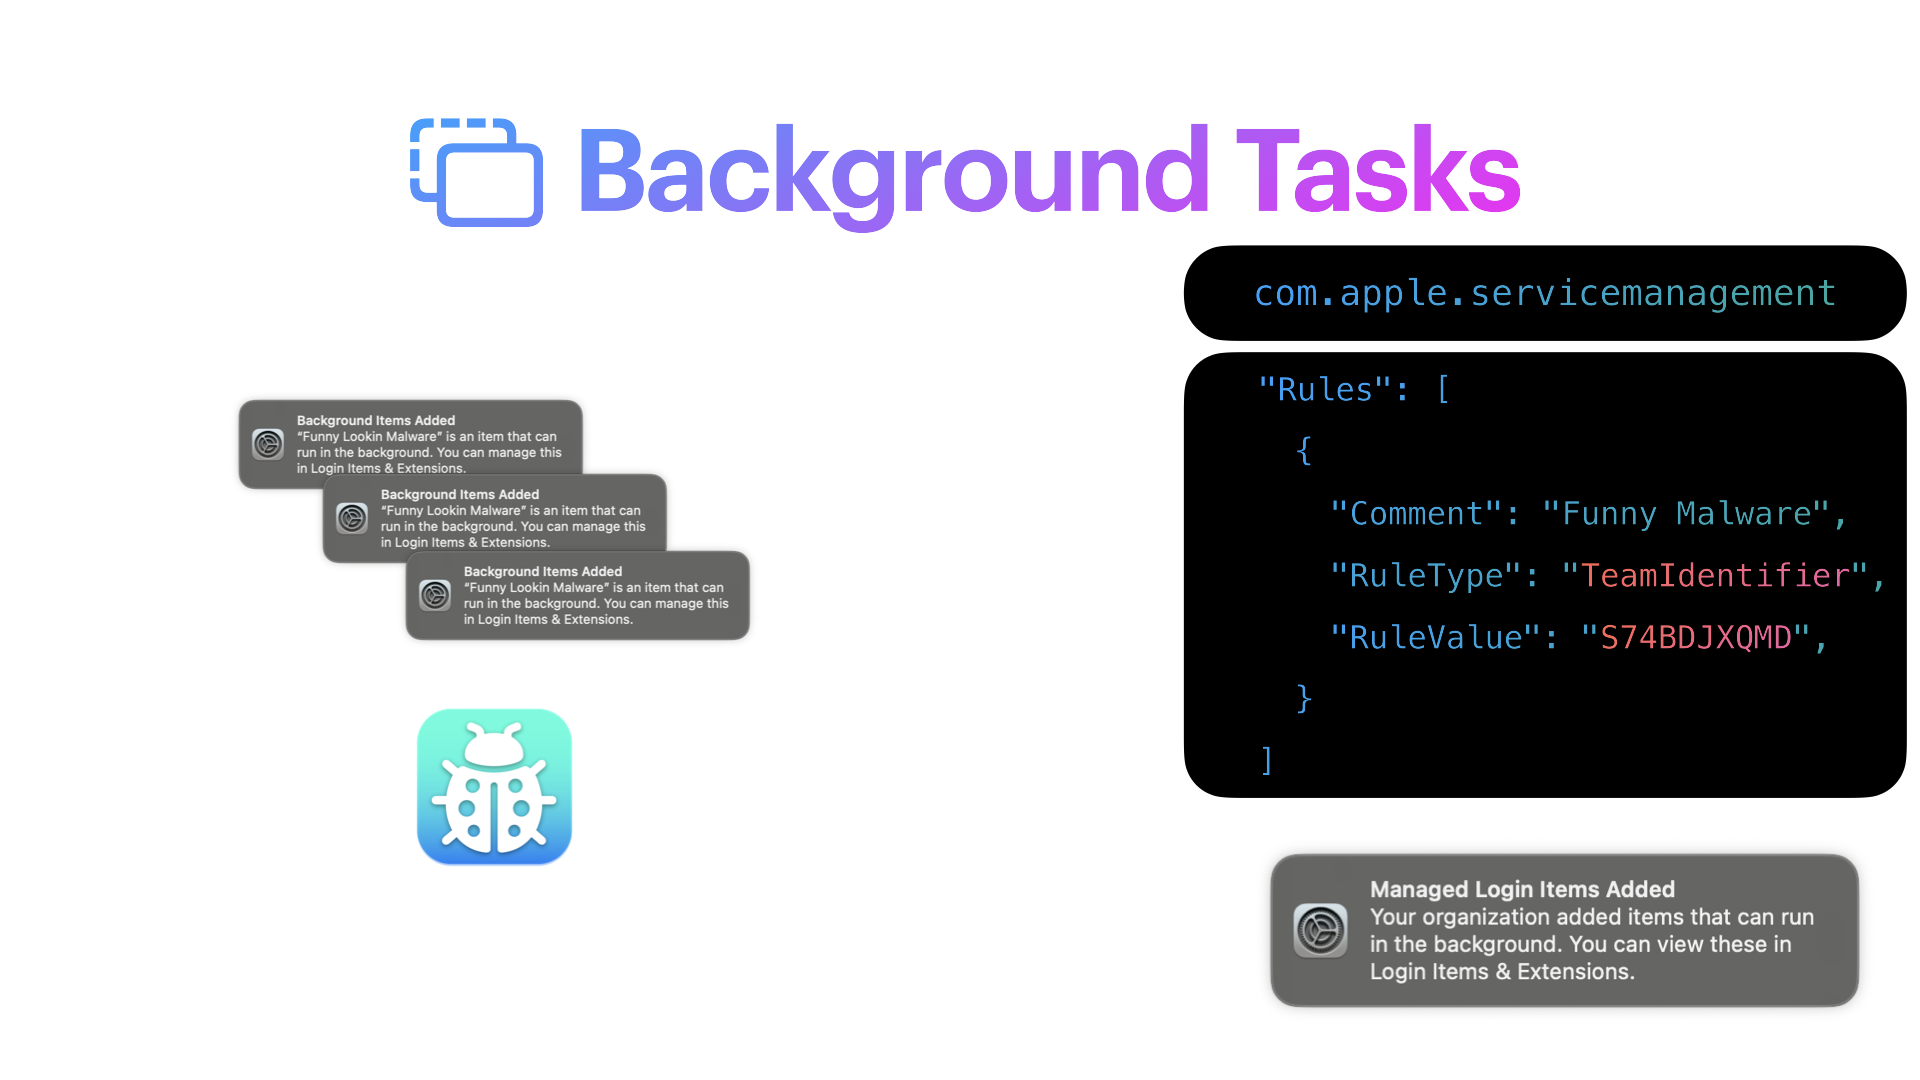 Background Tasks
com.apple.servicemanagement
"Rules": [
{
"Comment": "Funny Malware",
"RuleType": "TeamIdentifier",
"RuleValue": "S74BDJXQMD",
}
]
Background Items Added
“Funny Lookin Malware” is an item that can
run in the background. You can manage this
in Login Items & Extensions.
Background Items Added
“Funny Lookin Malware” is an item that can
run in the background. You can manage this
in Login Items & Extensions.
Background Items Added
“Funny Lookin Malware” is an item that can
run in the background. You can manage this
in Login Items & Extensions.
Managed Login Items Added
Your organization added items that can run
in the background. You can view these in
Login Items & Extensions.